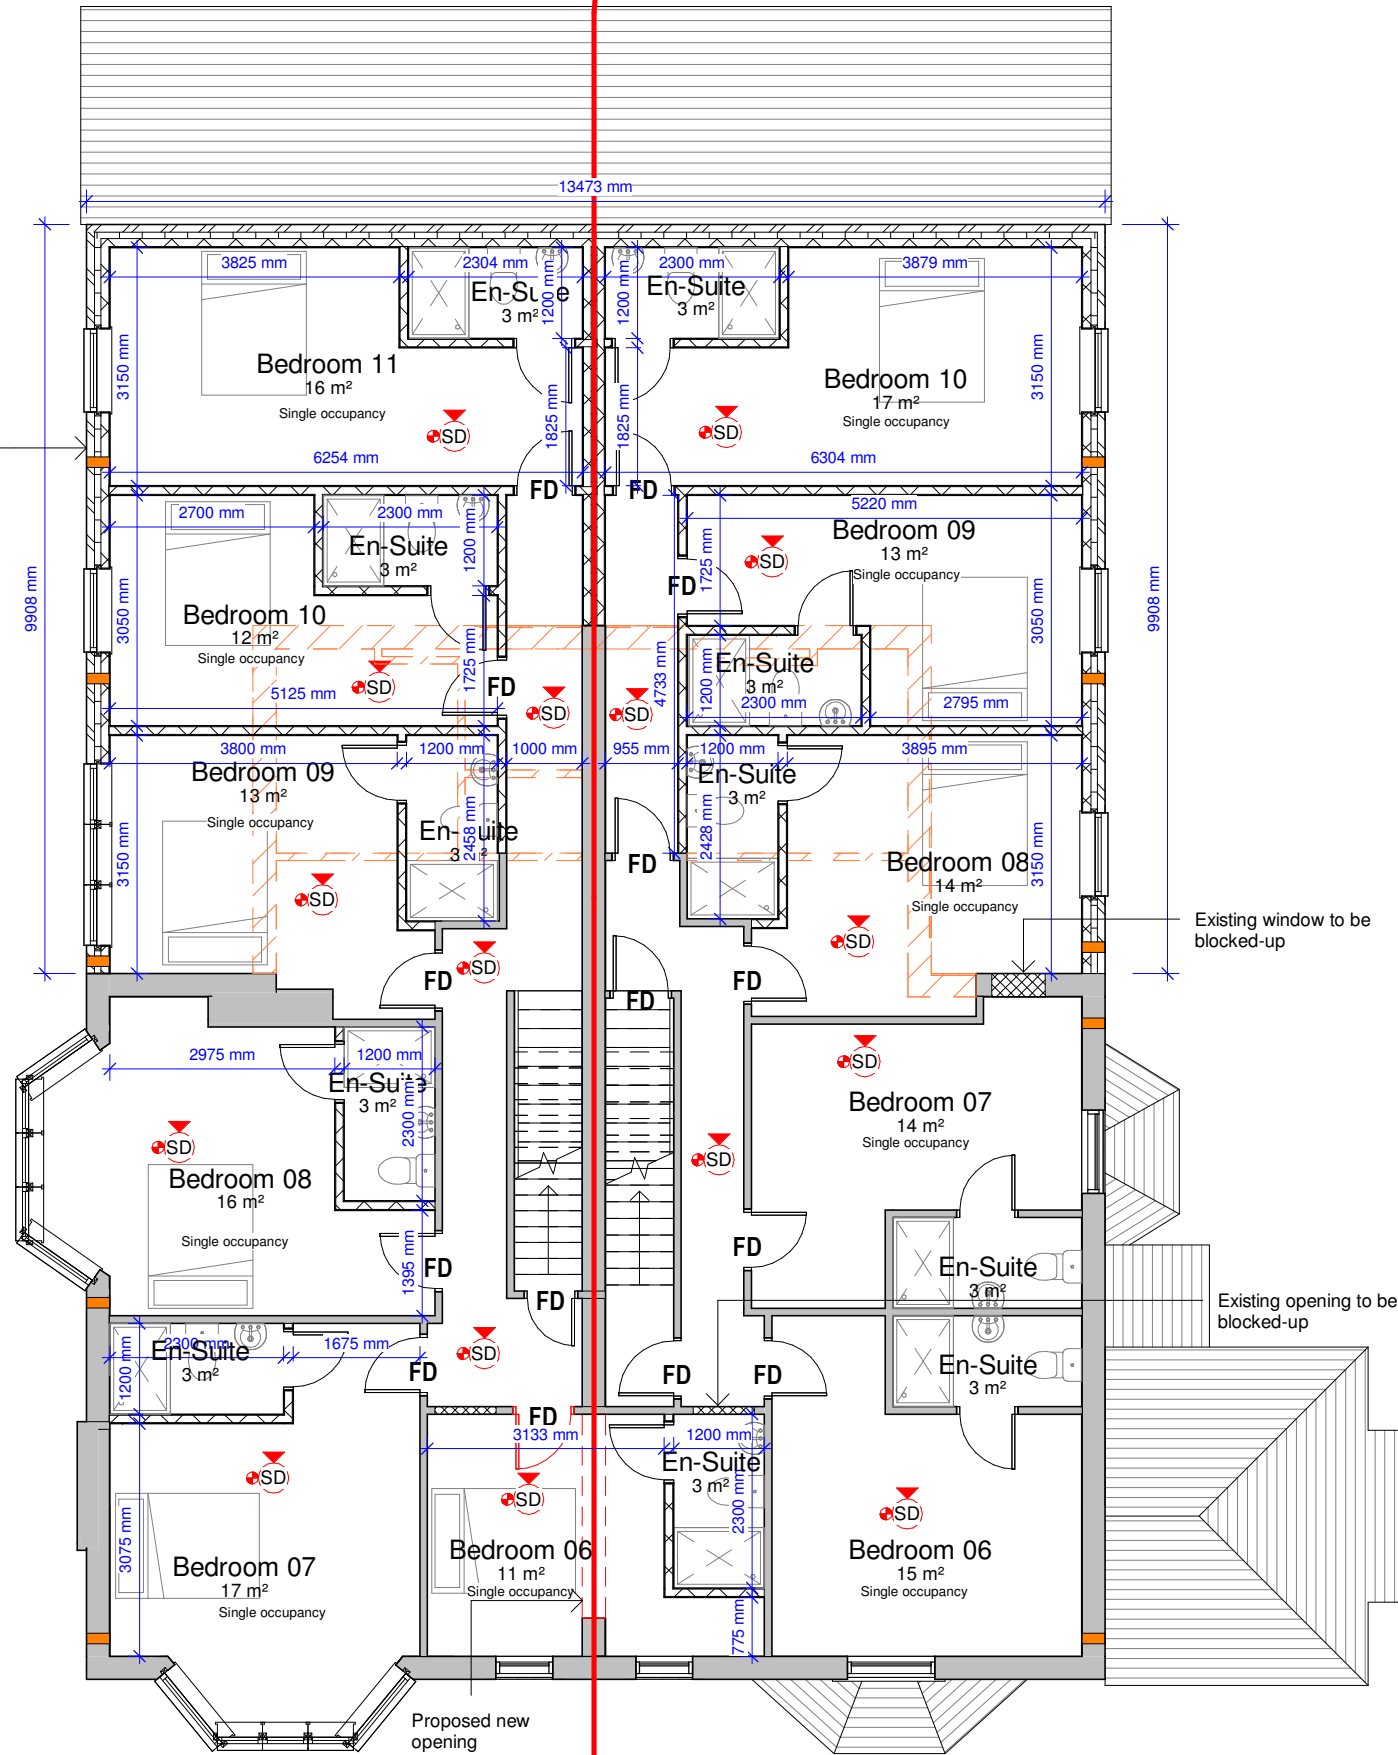 13473 mm
3825 mm
2304 mm
2300 mm
3879 mm
En-Suite
3 m²
1200 mm
1200 mm
En-Suite
3 m²
9908 mm
3150 mm
Bedroom 11
16 m²
Single occupancy
SD
1825 mm
1825 mm
Bedroom 10
17 m²
Single occupancy
SD
3150 mm
9908 mm
6254 mm
6304 mm
FD
FD
2700 mm
2300 mm
1200 mm
5220 mm
En-Suite
3 m²
Bedroom 09
13 m²
Single occupancy
SD
1725 mm
FD
3050 mm
3050 mm
Bedroom 10
12 m²
Single occupancy
SD
1725 mm
FD
5125 mm
SD
SD
4733 mm
En-Suite
3 m²
1200 mm
2300 mm
2795 mm
3800 mm
1200 mm
1000 mm
955 mm
1200 mm
3895 mm
Bedroom 09
13 m²
Single occupancy
SD
3150 mm
En-Suite
3 m²
2458 mm
En-Suite
3 m²
2428 mm
FD
Bedroom 08
14 m²
Single occupancy
SD
3150 mm
Existing window to be
blocked-up
FD
SD
FD
FD
2975 mm
1200 mm
En-Suite
3 m²
2300 mm
SD
Bedroom 08
16 m²
Single occupancy
1395 mm
FD
SD
SD
Bedroom 07
14 m²
Single occupancy
FD
En-Suite
3 m²
Existing opening to be
blocked-up
FD
2300 mm
1675 mm
En-Suite
3 m²
1200 mm
SD
FD
FD
FD
En-Suite
3 m²
FD
3133 mm
1200 mm
En-Suite
3 m²
2300 mm
775 mm
SD
SD
SD
3075 mm
Bedroom 07
17 m²
Single occupancy
Bedroom 06
11 m²
Single occupancy
Bedroom 06
15 m²
Single occupancy
Proposed new
opening